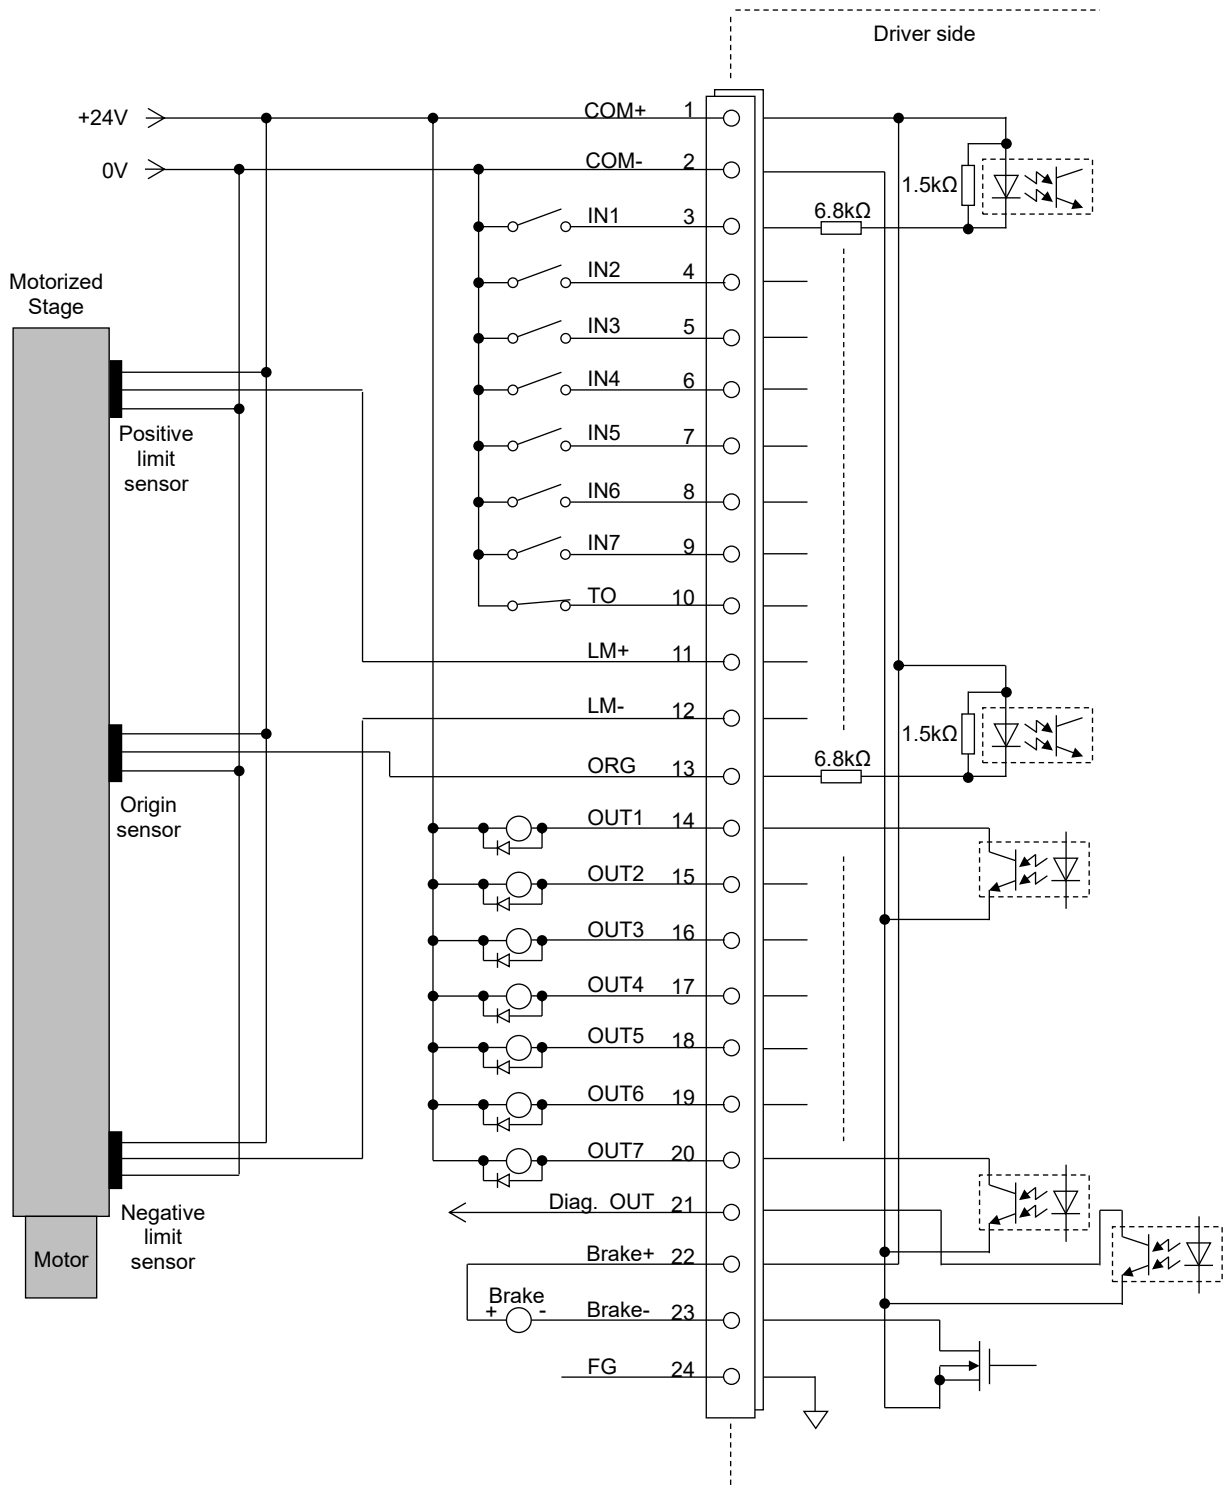 Driver side
+24V
COM+ 1
0V
COM- 2
1.5kΩ
IN1 3
6.8kΩ
IN2 4
Motorized
Stage
IN3 5
IN4 6
IN5 7
Positive
limit
sensor
IN6 8
IN7 9
TO 10
LM+ 11
LM- 12
1.5kΩ
ORG 13
6.8kΩ
Origin
sensor
OUT1 14
OUT2 15
OUT3 16
OUT4 17
OUT5 18
OUT6 19
OUT7 20
Diag. OUT 21
Negative
limit
sensor
Motor
Brake+ 22
Brake
+ -
Brake- 23
FG 24